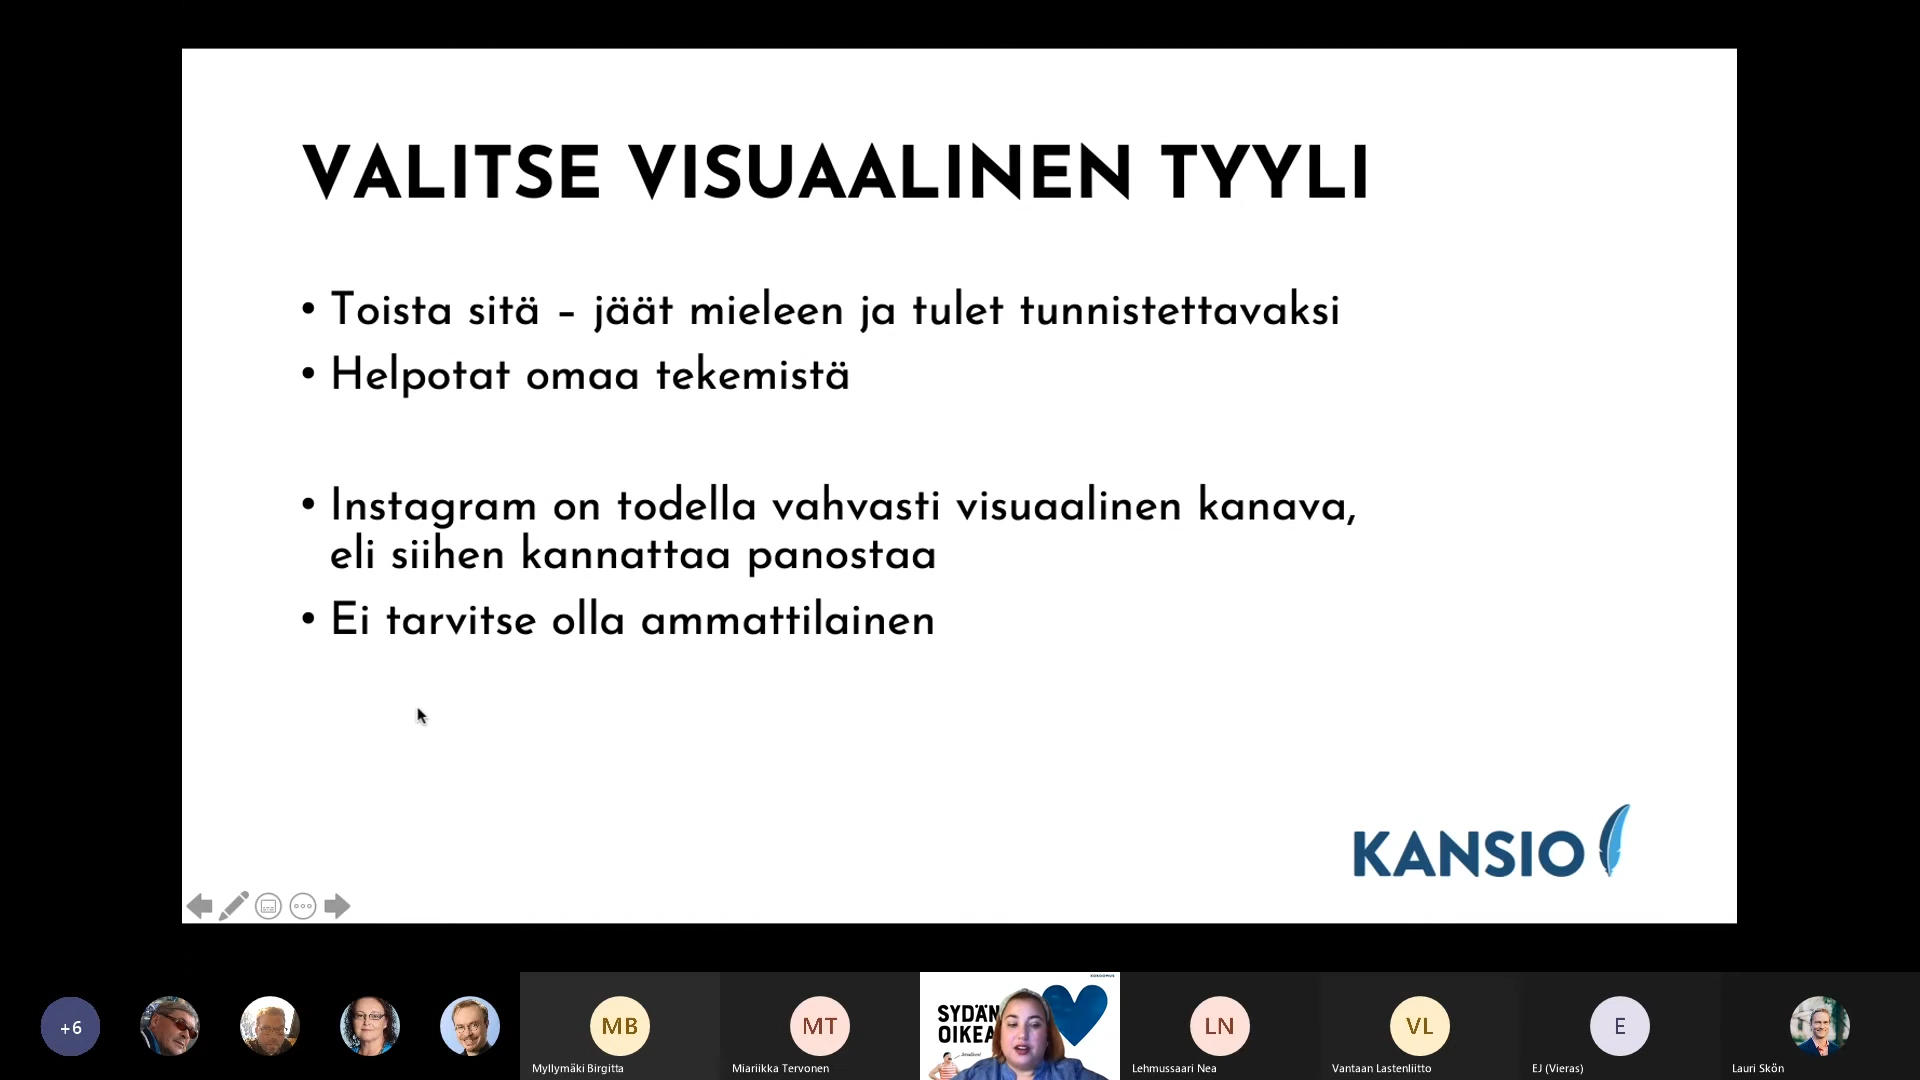 VALITSE VISUAALINEN TYYLI
• Toista sitä – jäät mieleen ja tulet tunnistettavaksi
• Helpotat omaa tekemistä
• Instagram on todella vahvasti visuaalinen kanava,
eli siihen kannattaa panostaa
• Ei tarvitse olla ammattilainen
KANSIO
+6
MB
Myllymäki Birgitta
MT
Miariikka Tervonen
KOKOOMUS
SYDÄN
OIKEA
LN
Lehmussaari Nea
VL
Vantaan Lastenliitto
E
EJ (Vieras)
Lauri Skön